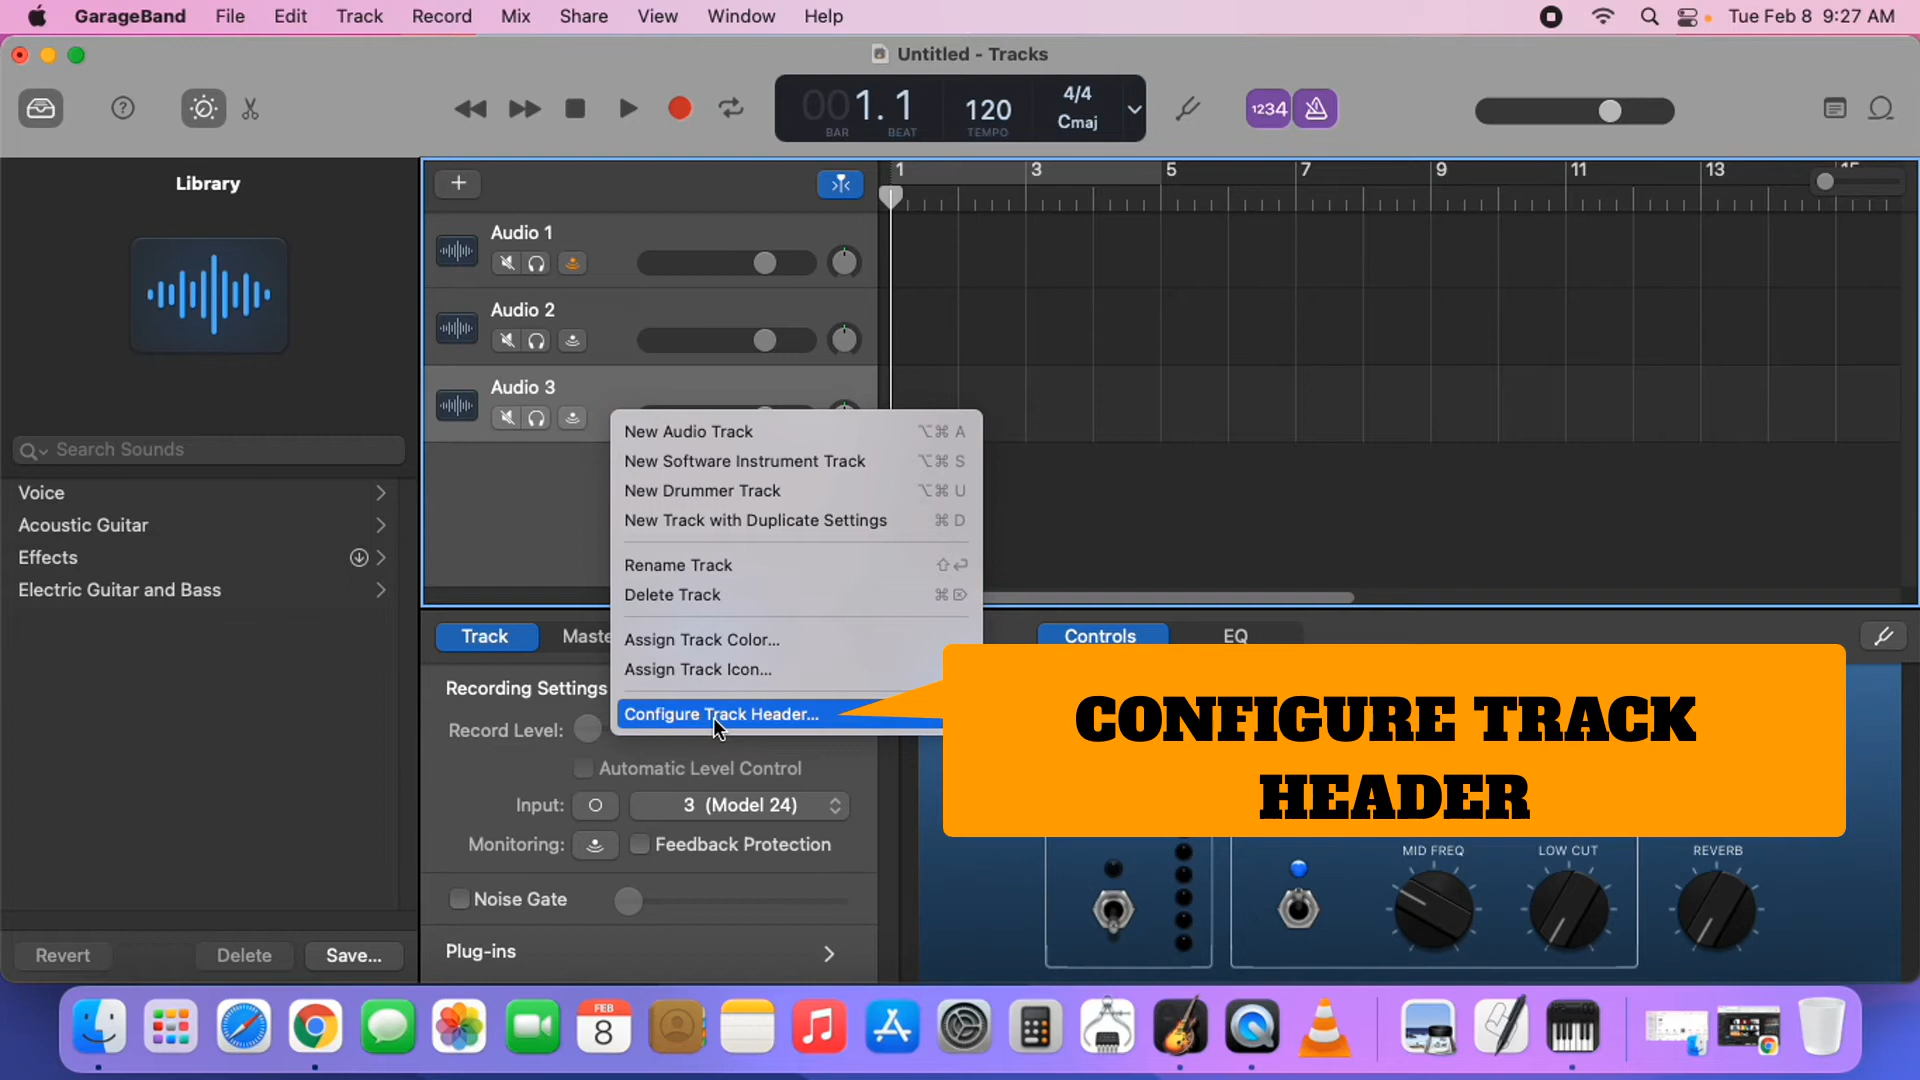 GarageBand File Edit Track Record Mix Share View Window Help Tue Feb 8 9:27 AM
Untitled - Tracks
001. 1 120 4/4 Cmaj
BAR BEAT TEMPO
1234
Library
1 3 5 7 9 11 13
Audio 1
Audio 2
Audio 3
Search Sounds
Voice
Acoustic Guitar
Effects
Electric Guitar and Bass
New Audio Track ⌥⌘ A
New Software Instrument Track ⌥⌘ S
New Drummer Track ⌥⌘ U
New Track with Duplicate Settings ⌘ D
Rename Track ⇧↩
Delete Track ⌘⌦
Assign Track Color...
Assign Track Icon...
Configure Track Header...
Track Controls EQ
CONFIGURE TRACK
HEADER
Recording Settings
Record Level:
Automatic Level Control
Input: 3 (Model 24)
Monitoring: Feedback Protection
Noise Gate
Plug-ins
MID FREQ LOW CUT REVERB
Revert Delete Save...
FEB
8